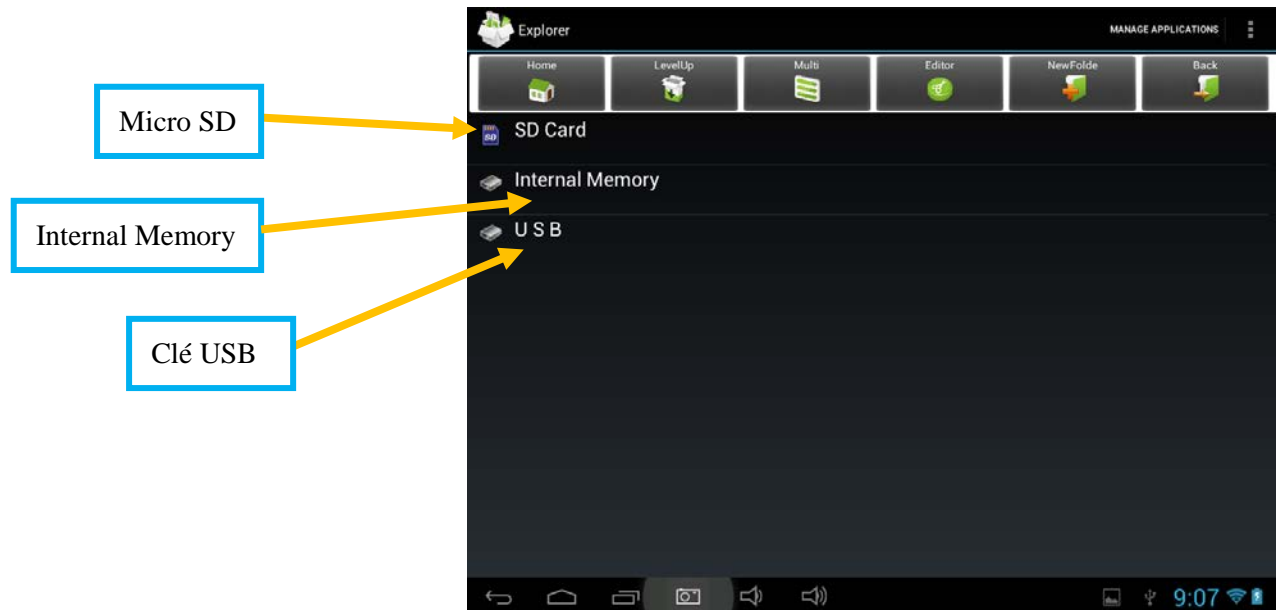 Explorer
MANAGE APPLICATIONS
Home
LevelUp
Multi
Editor
NewFolde
Back
Micro SD
SD Card
Internal Memory
Internal Memory
U S B
Clé USB
9:07